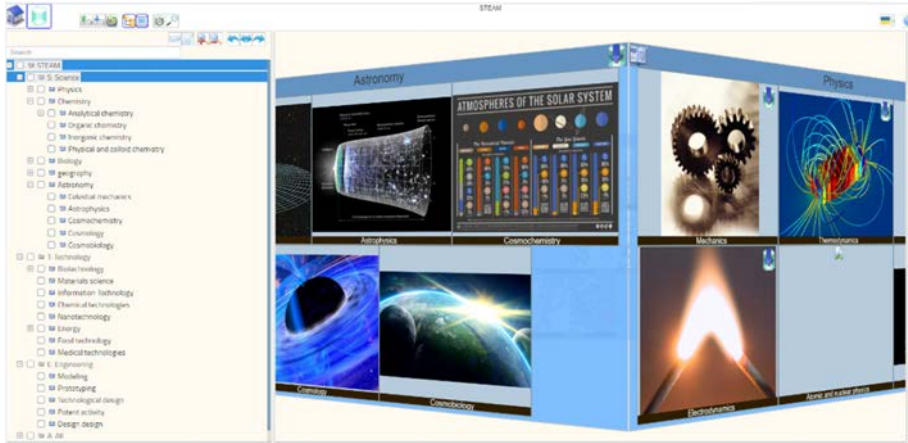 STEAM
Search
STEAM
S: Science
Physics
Chemistry
Analytical chemistry
Organic chemistry
Inorganic chemistry
Physical and colloid chemistry
Biology
geography
Astronomy
Celestial mechanics
Astrophysics
Cosmochemistry
Cosmology
Cosmobiology
T: Technology
Biotechnology
Materials science
Information Technology
Chemical technologies
Nanotechnology
Energy
Food technology
Medical technologies
E: Engineering
Modeling
Prototyping
Technological design
Patent activity
Design design
A: Art
Astronomy
ATMOSPHERES OF THE SOLAR SYSTEM
Astrophysics
Cosmochemistry
Cosmology
Cosmobiology
Physics
Mechanics
Thermodynamics
Electrodynamics
Atomic and nuclear physics